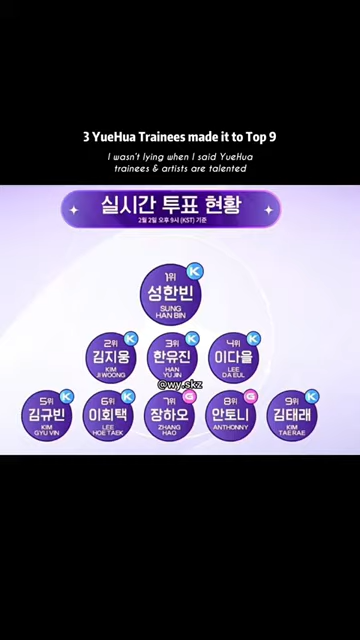 3 YueHua Trainees made it to Top 9
I wasn't lying when I said YueHua
trainees & artists are talented
실시간 투표 현황
2월 2일 오후 9시 (KST) 기준
1위
K
성한빈
SUNG
HAN BIN
2위
K
김지웅
KIM
JI WOONG
3위
K
한유진
HAN
YU JIN
4위
K
이다을
LEE
DA EUL
@wy.skz
5위
K
김규빈
KIM
GYU VIN
6위
K
이회택
LEE
HOE TAEK
7위
G
장하오
ZHANG
HAO
8위
G
안토니
ANTHONNY
9위
K
김태래
KIM
TAE RAE